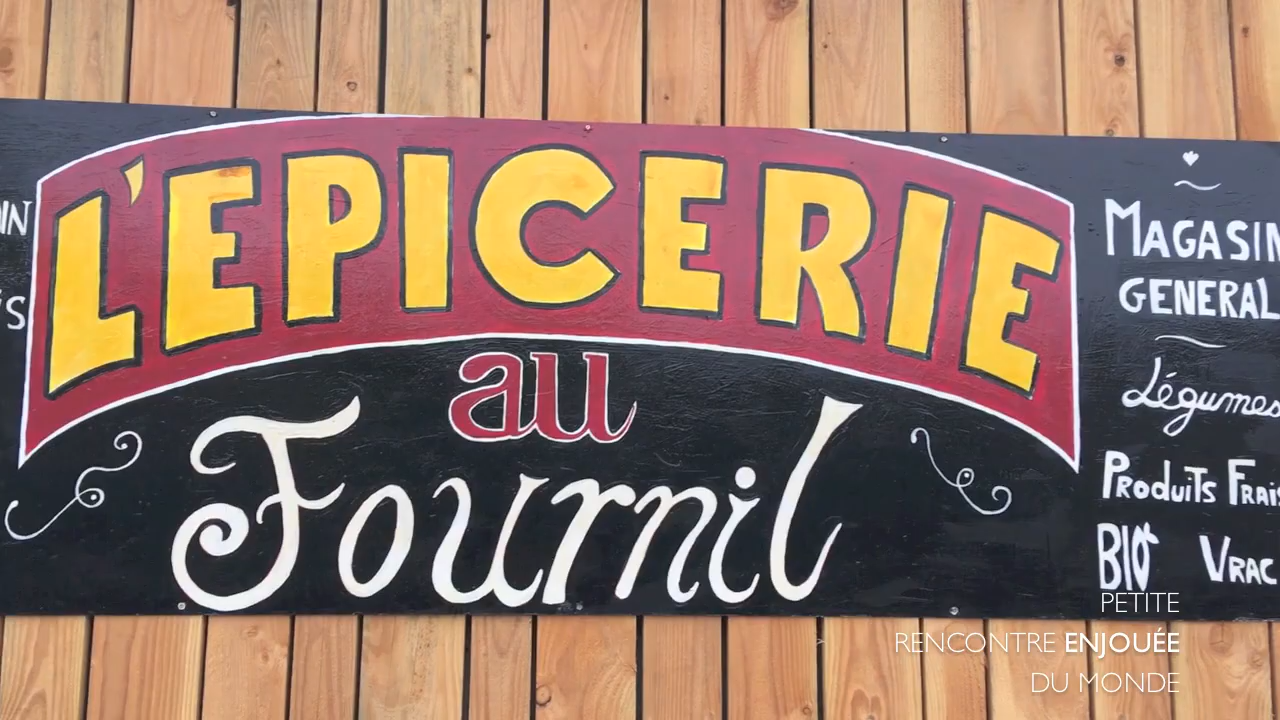 L'EPICERIE
au
Fournil
MAGASIN
GENERAL
Légumes
PRODUITS FRAIS
BIO VRAC
PETITE
RENCONTRE ENJOUÉE
DU MONDE